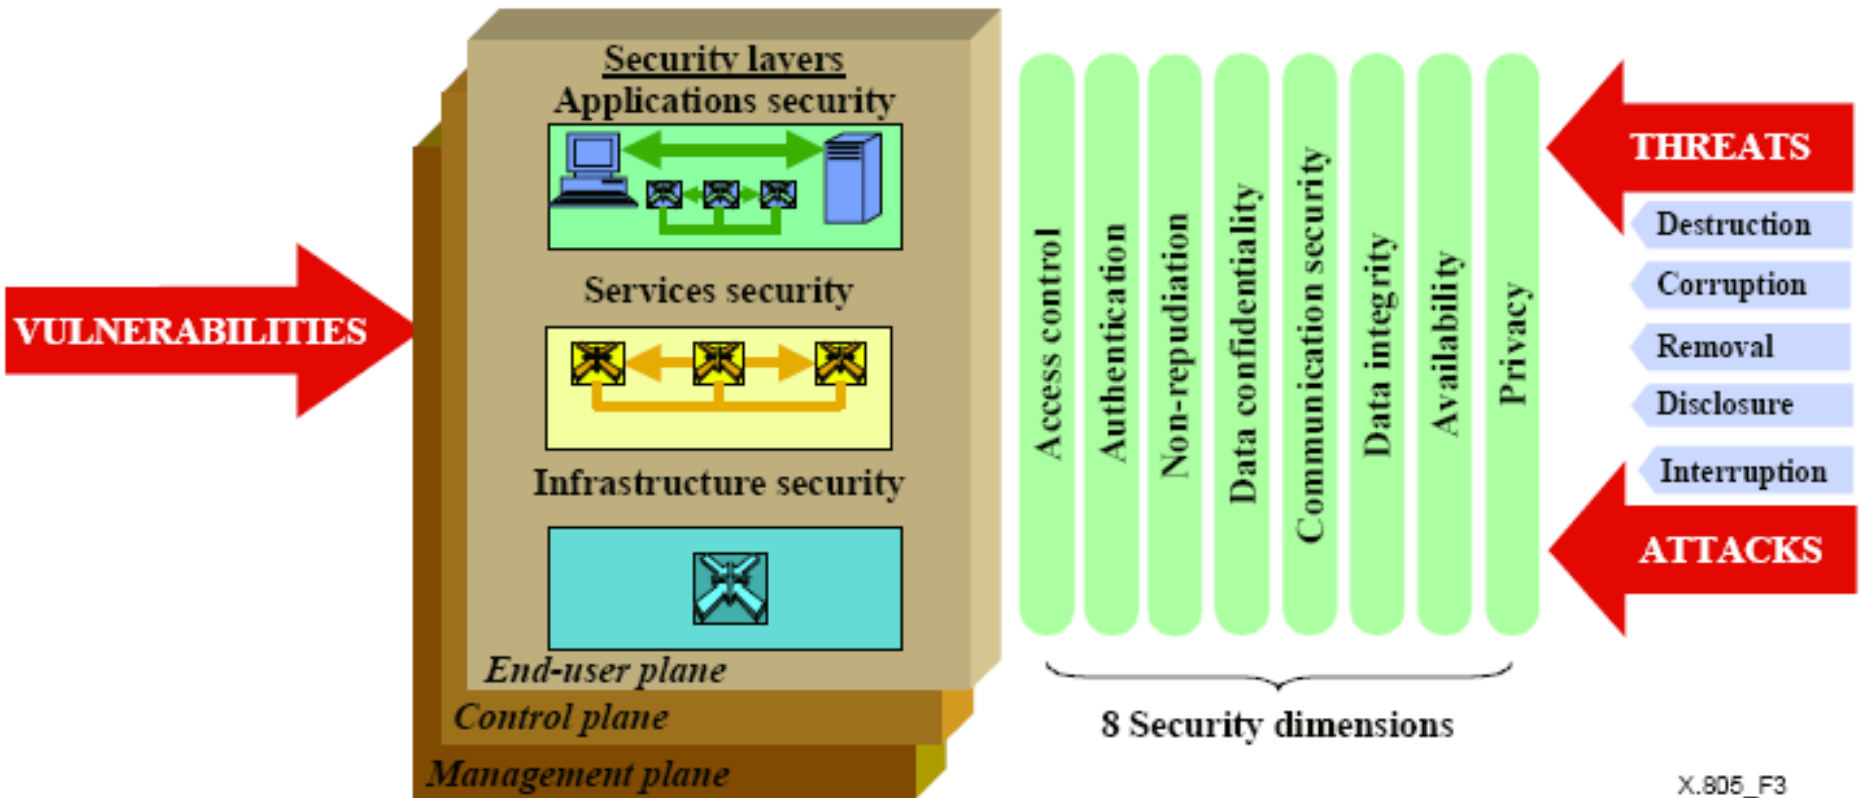 Security layers
Applications security
Services security
Infrastructure security
End-user plane
Control plane
Management plane
VULNERABILITIES
Access control
Authentication
Non-repudiation
Data confidentiality
Communication security
Data integrity
Availability
Privacy
8 Security dimensions
THREATS
Destruction
Corruption
Removal
Disclosure
Interruption
ATTACKS
X.805_F3